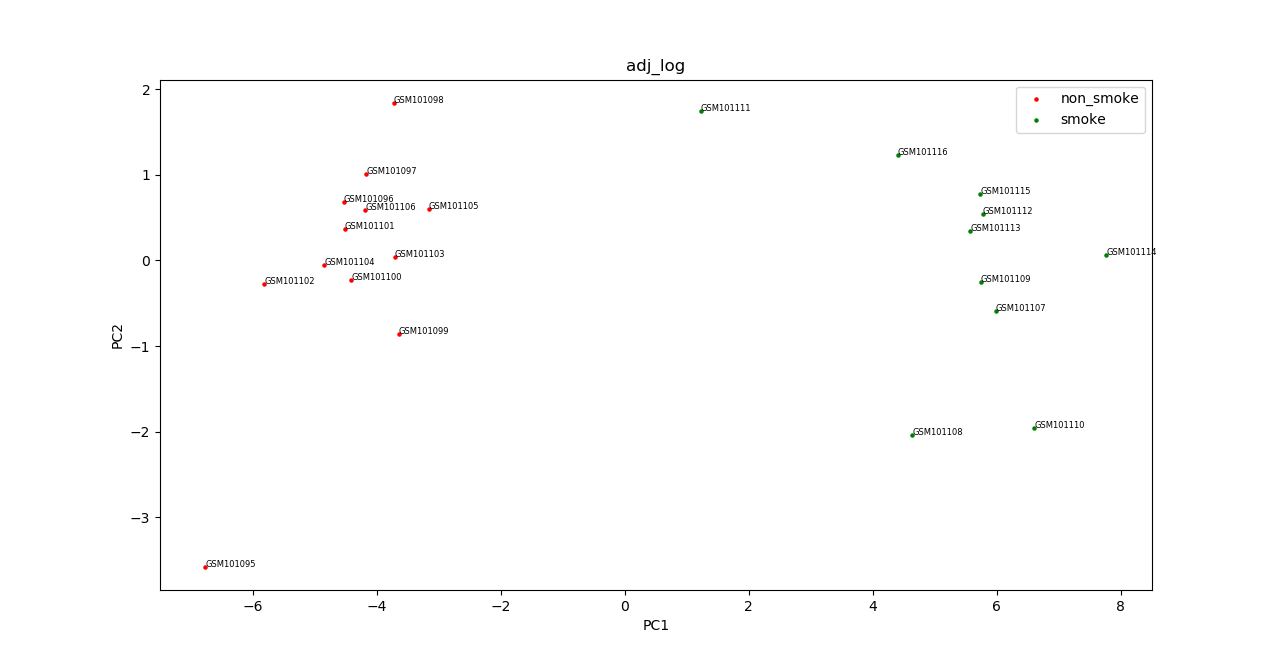 adj_log
non_smoke
smoke
2
1
0
−1
−2
−3
PC2
GSM101098
GSM101111
GSM101116
GSM101097
GSM101115
GSM101096
GSM101106
GSM101105
GSM101112
GSM101101
GSM101113
GSM101103
GSM101114
GSM101104
GSM101100
GSM101102
GSM101109
GSM101107
GSM101099
GSM101110
GSM101108
GSM101095
−6
−4
−2
0
2
4
6
8
PC1